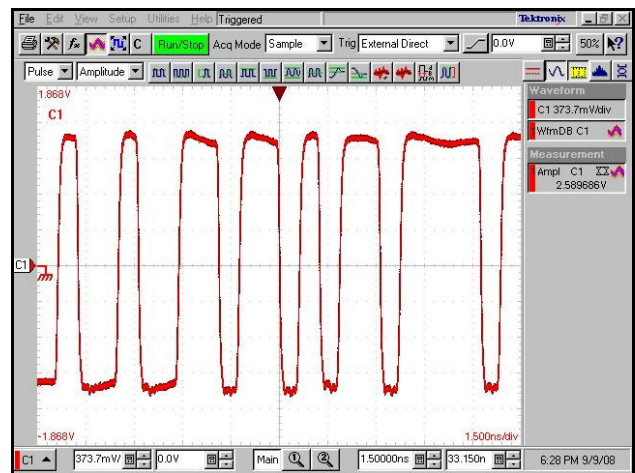 File Edit View Setup Utilities Help Triggered Tektronix
C Run/Stop Acq Mode Sample Trig External Direct 0.0V 50%
Pulse Amplitude
1.868V
C1
Waveform
C1 373.7mV/div
WfmDB C1
Measurement
Ampl C1
2.589686V
C1
-1.868V
1.500ns/div
C1 373.7mV 0.0V Main 1 2 1.50000ns 33.150n 6:28 PM 9/9/08